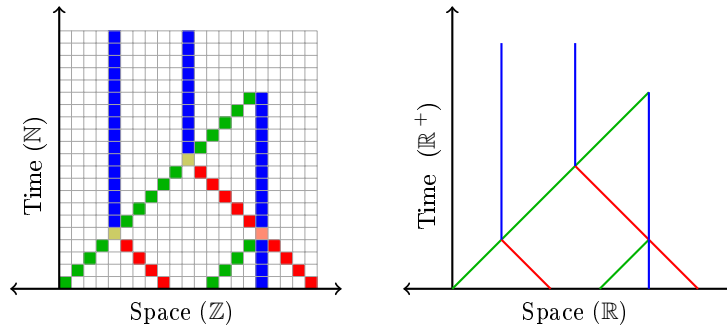 Time (ℕ)
Space (ℤ)
Time (ℝ⁺)
Space (ℝ)